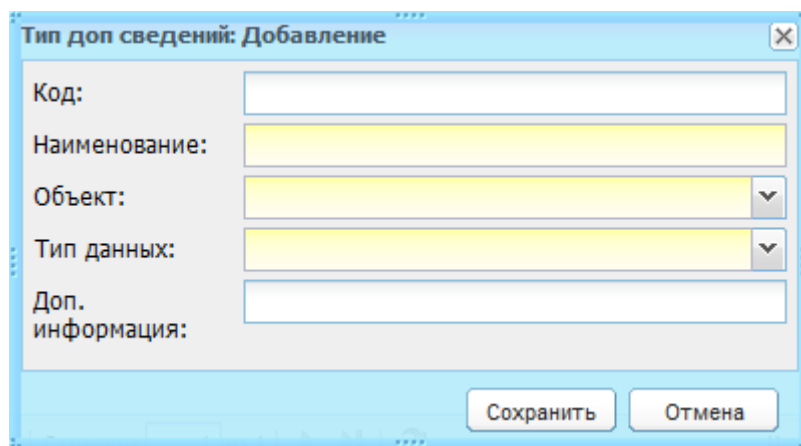 Тип доп сведений: Добавление
Код:
Наименование:
Объект:
Тип данных:
Доп.
информация:
Сохранить Отмена